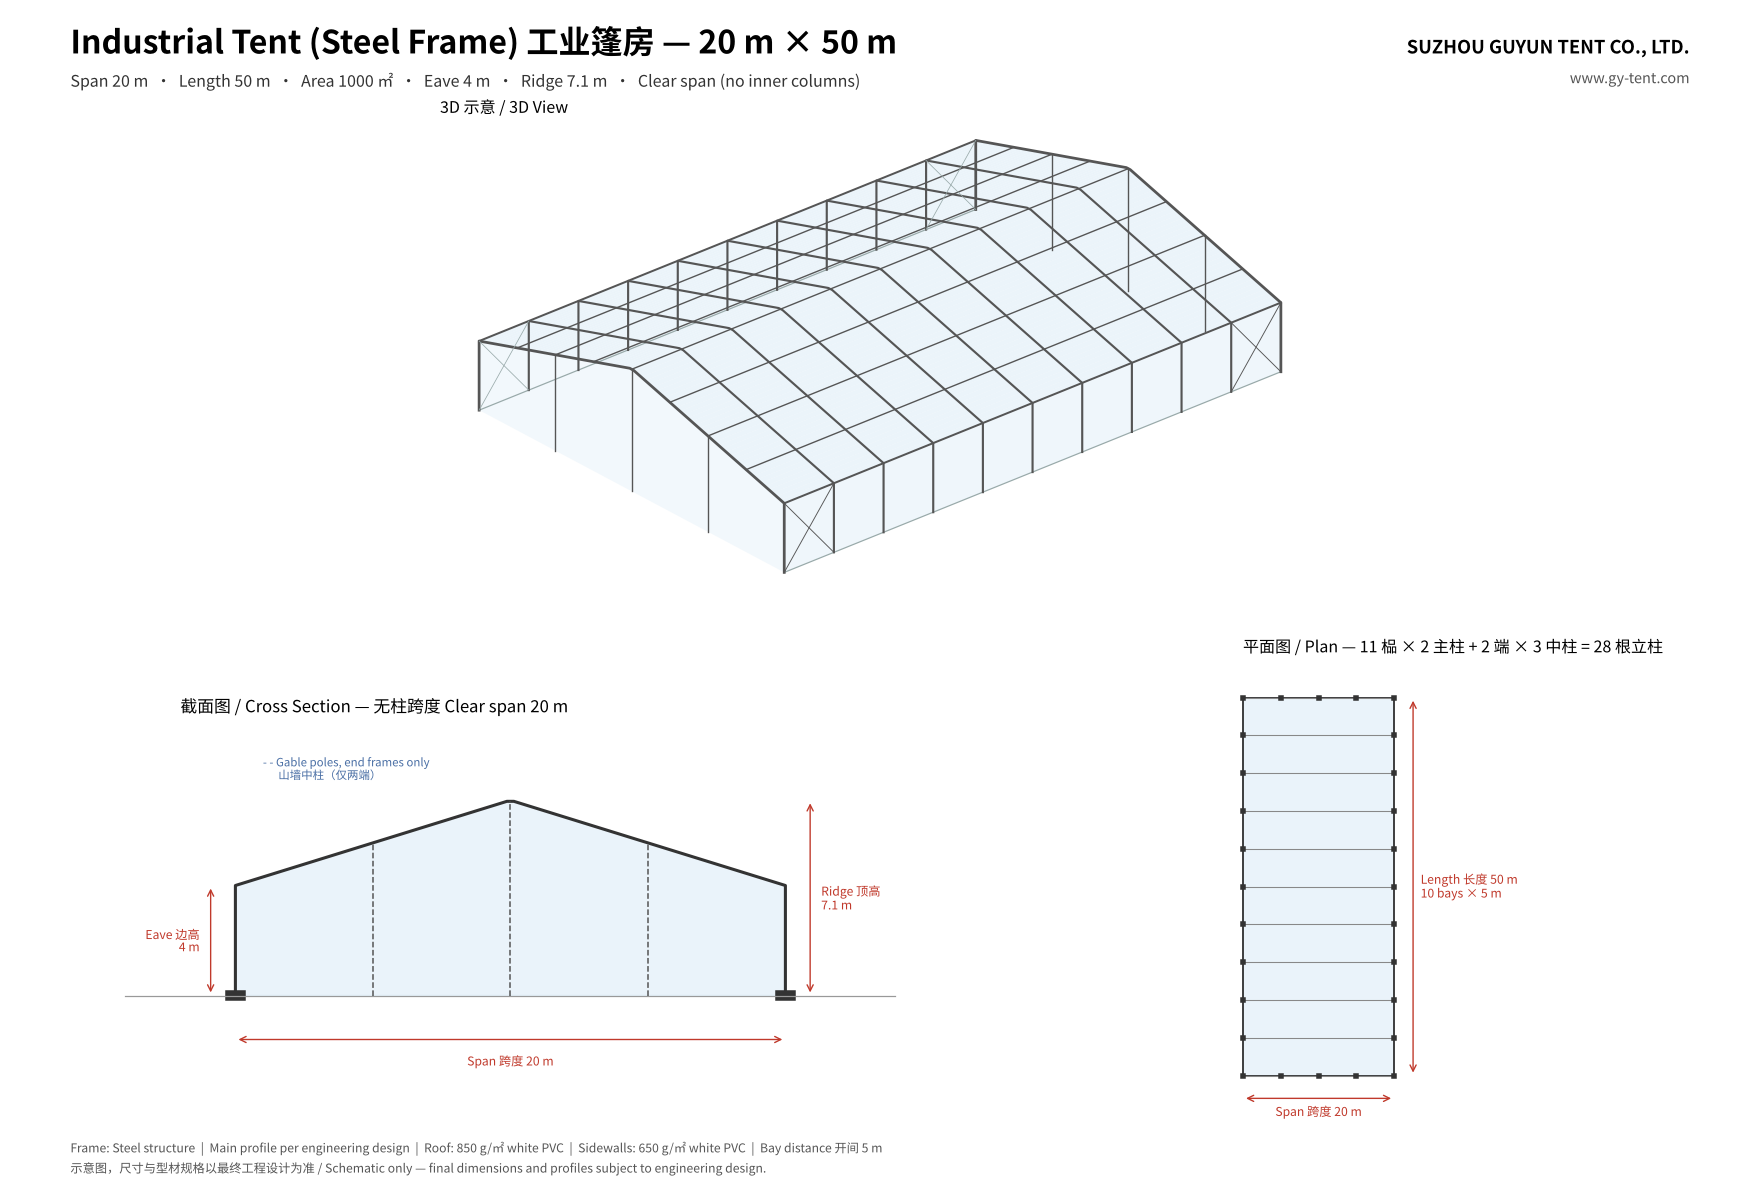 Industrial Tent (Steel Frame) 工业篷房 — 20 m × 50 m
SUZHOU GUYUN TENT CO., LTD.
Span 20 m · Length 50 m · Area 1000 ㎡ · Eave 4 m · Ridge 7.1 m · Clear span (no inner columns)
www.gy-tent.com
3D 示意 / 3D View
平面图 / Plan — 11 榀 × 2 主柱 + 2 端 × 3 中柱 = 28 根立柱
截面图 / Cross Section — 无柱跨度 Clear span 20 m
- - Gable poles, end frames only
山墙中柱（仅两端）
Ridge 顶高
7.1 m
Eave 边高
4 m
Span 跨度 20 m
Length 长度 50 m
10 bays × 5 m
Span 跨度 20 m
Frame: Steel structure | Main profile per engineering design | Roof: 850 g/㎡ white PVC | Sidewalls: 650 g/㎡ white PVC | Bay distance 开间 5 m
示意图，尺寸与型材规格以最终工程设计为准 / Schematic only — final dimensions and profiles subject to engineering design.